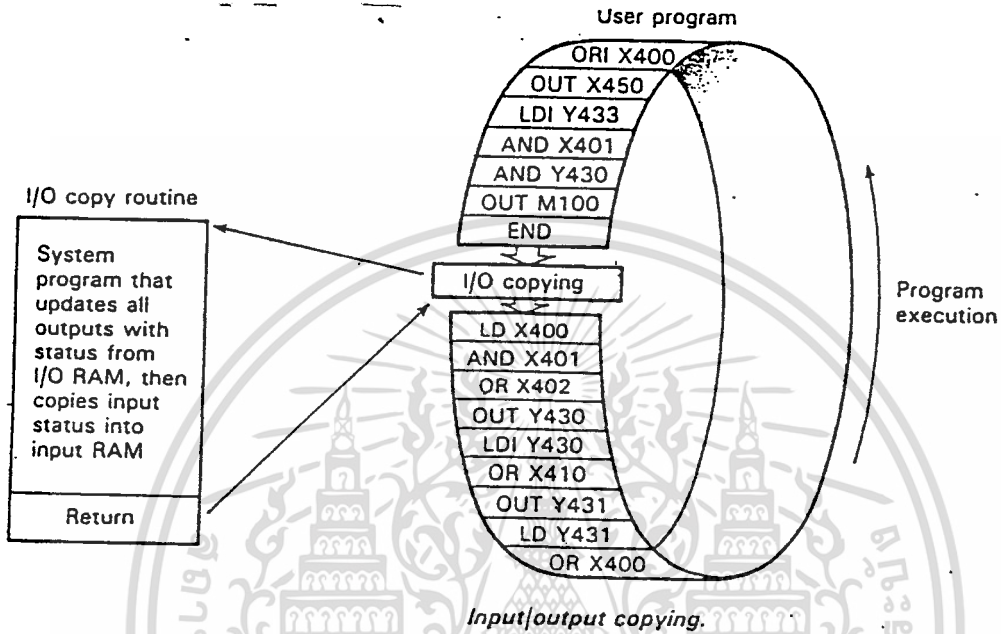 User program
ORI X400
OUT X450
LDI Y433
AND X401
AND Y430
OUT M100
END
I/O copying
LD X400
AND X401
OR X402
OUT Y430
LDI Y430
OR X410
OUT Y431
LD Y431
OR X400
I/O copy routine
System
program that
updates all
outputs with
status from
I/O RAM, then
copies input
status into
input RAM
Return
Program
execution
Input/output copying.